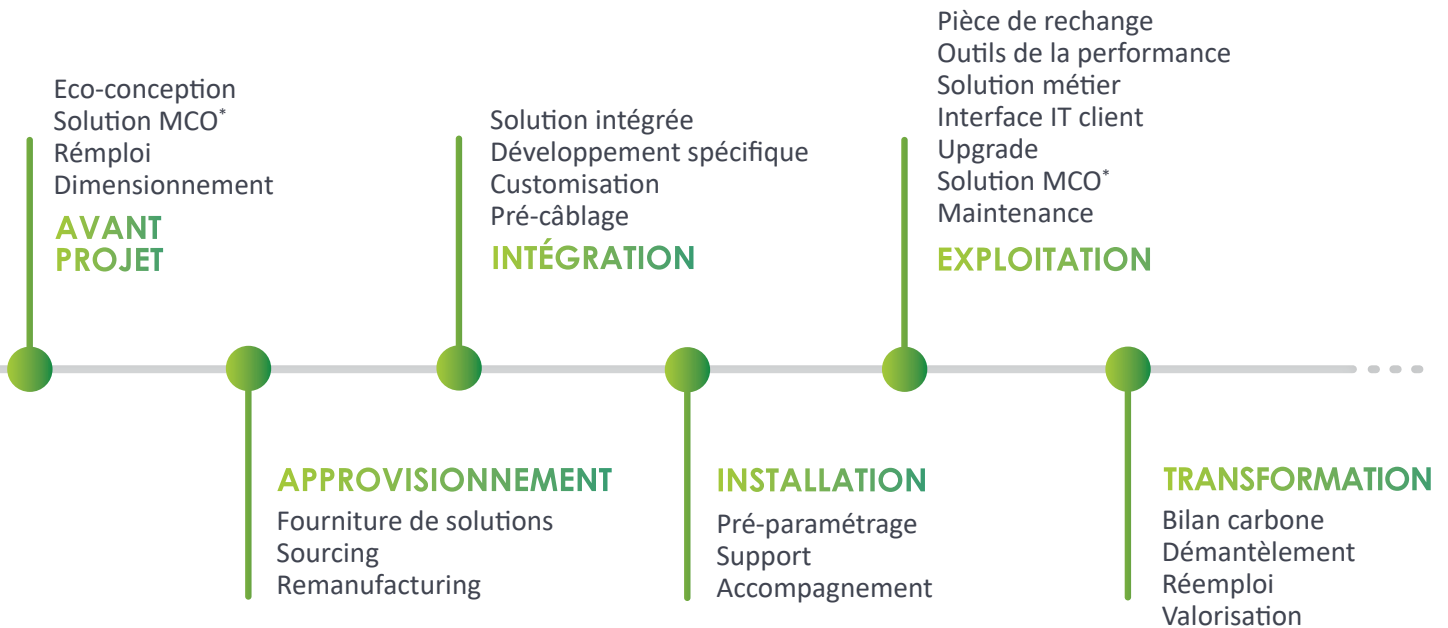 Eco-conception
Solution MCO*
Rémploi
Dimensionnement
AVANT
PROJET
APPROVISIONNEMENT
Fourniture de solutions
Sourcing
Remanufacturing
Solution intégrée
Développement spécifique
Customisation
Pré-câblage
INTÉGRATION
INSTALLATION
Pré-paramétrage
Support
Accompagnement
Pièce de rechange
Outils de la performance
Solution métier
Interface IT client
Upgrade
Solution MCO*
Maintenance
EXPLOITATION
TRANSFORMATION
Bilan carbone
Démantèlement
Réemploi
Valorisation